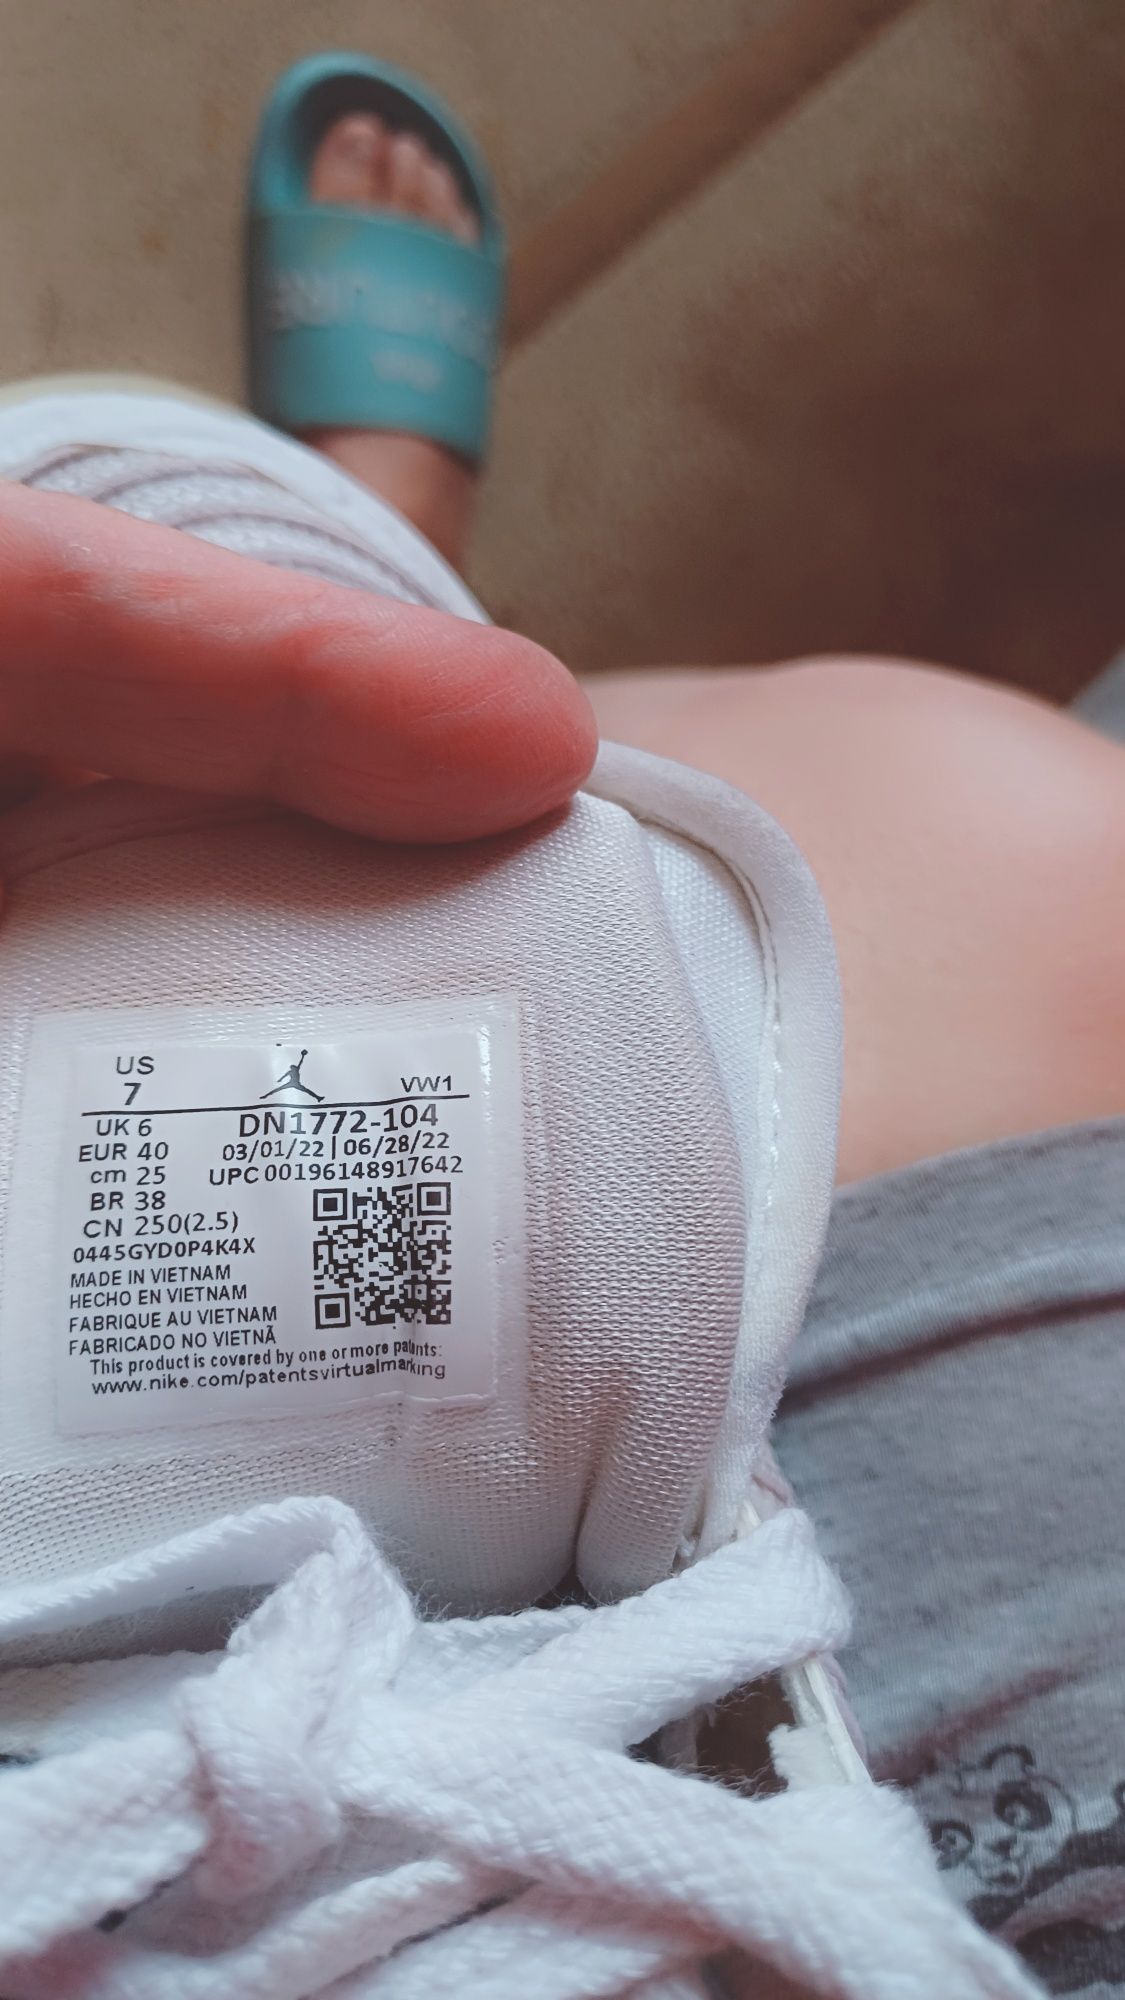 US
7
VW1
UK 6
DN1772-104
EUR 40
03/01/22 | 06/28/22
cm 25
UPC 00196148917642
BR 38
CN 250(2.5)
0445GYD0P4K4X
MADE IN VIETNAM
HECHO EN VIETNAM
FABRIQUE AU VIETNAM
FABRICADO NO VIETNÃ
This product is covered by one or more patents:
www.nike.com/patentsvirtualmarking